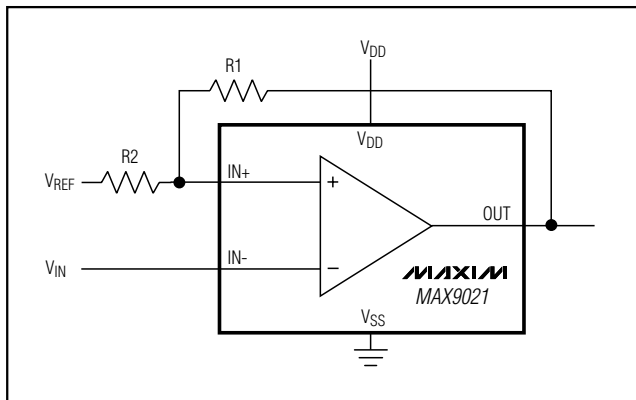 VDD
R1
VDD
R2
IN+
VREF
+
OUT
VIN
IN-
−
MAXIM
MAX9021
VSS